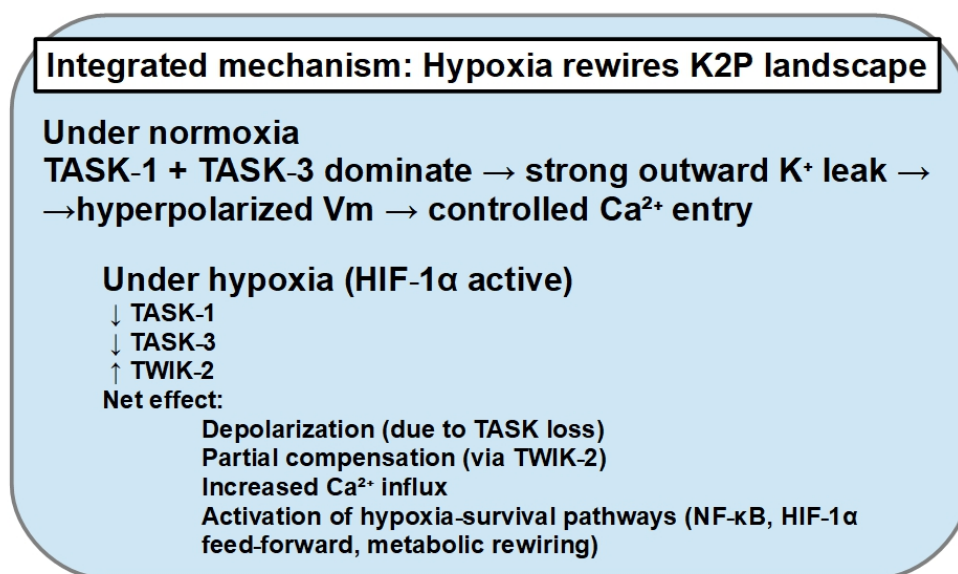 Integrated mechanism: Hypoxia rewires K2P landscape
Under normoxia
TASK-1 + TASK-3 dominate → strong outward K⁺ leak →
→hyperpolarized Vm → controlled Ca²⁺ entry
Under hypoxia (HIF-1α active)
↓ TASK-1
↓ TASK-3
↑ TWIK-2
Net effect:
Depolarization (due to TASK loss)
Partial compensation (via TWIK-2)
Increased Ca²⁺ influx
Activation of hypoxia-survival pathways (NF-κB, HIF-1α
feed-forward, metabolic rewiring)